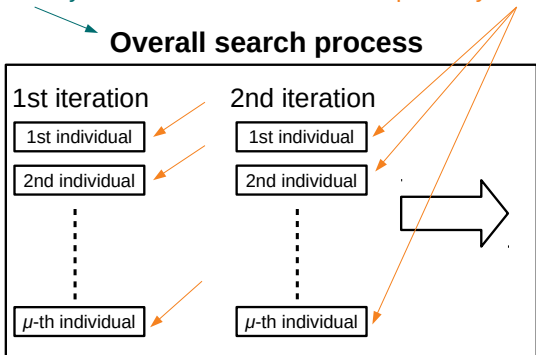 Overall search process
1st iteration 2nd iteration
1st individual 1st individual
2nd individual 2nd individual
μ-th individual μ-th individual